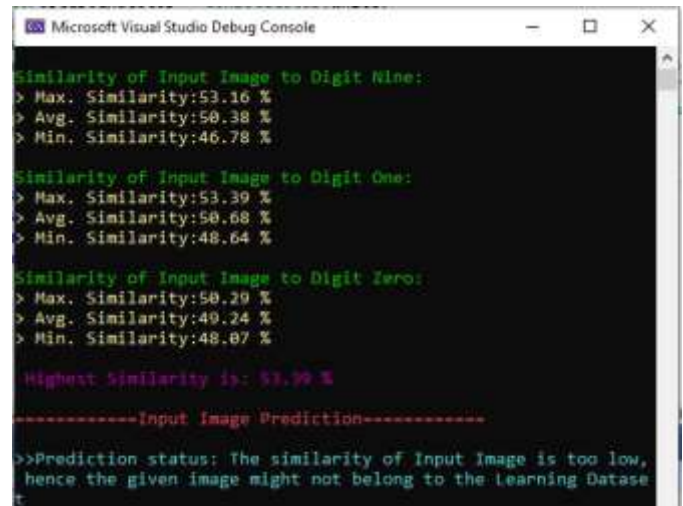 Microsoft Visual Studio Debug Console
Similarity of Input Image to Digit Nine:
> Max. Similarity:53.16 %
> Avg. Similarity:50.38 %
> Min. Similarity:46.78 %
Similarity of Input Image to Digit One:
> Max. Similarity:53.39 %
> Avg. Similarity:50.68 %
> Min. Similarity:48.64 %
Similarity of Input Image to Digit Zero:
> Max. Similarity:50.29 %
> Avg. Similarity:49.24 %
> Min. Similarity:48.07 %
Highest Similarity is: 53.39 %
------------Input Image Prediction------------
>>Prediction status: The similarity of Input Image is too low,
hence the given image might not belong to the Learning Datase
t